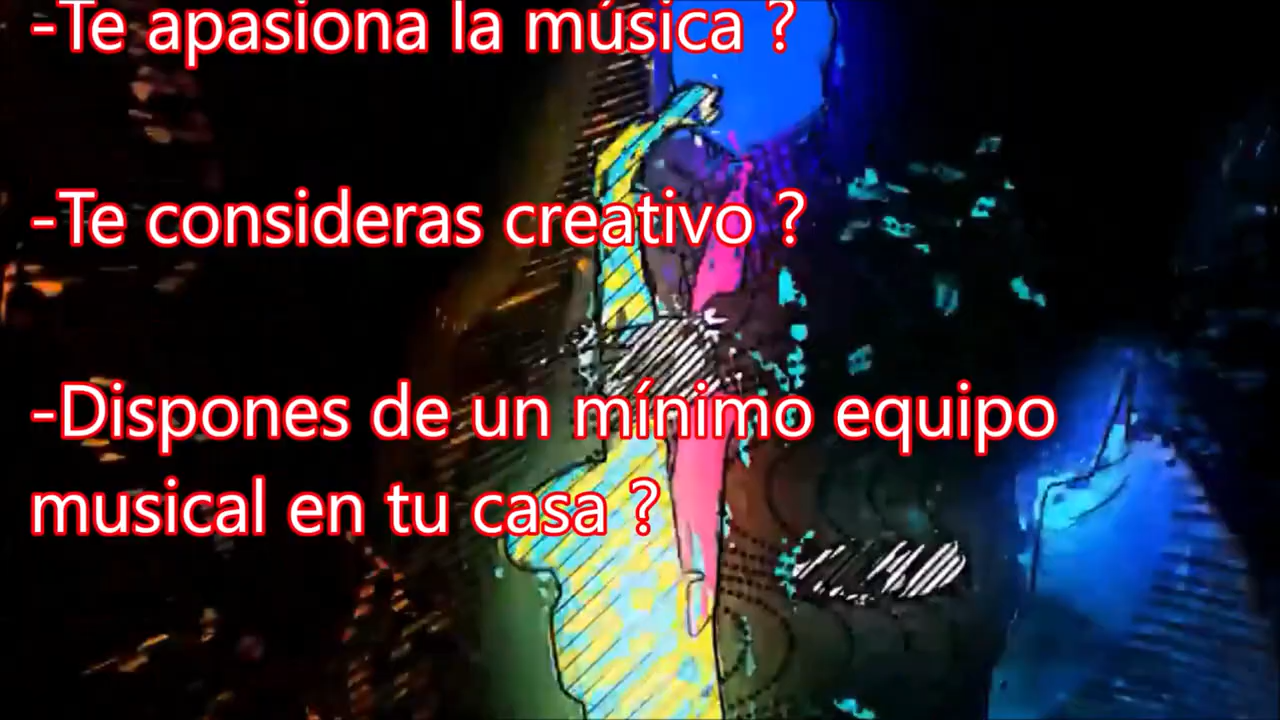 -Te apasiona la música ?
-Te consideras creativo ?
-Dispones de un mínimo equipo
musical en tu casa ?